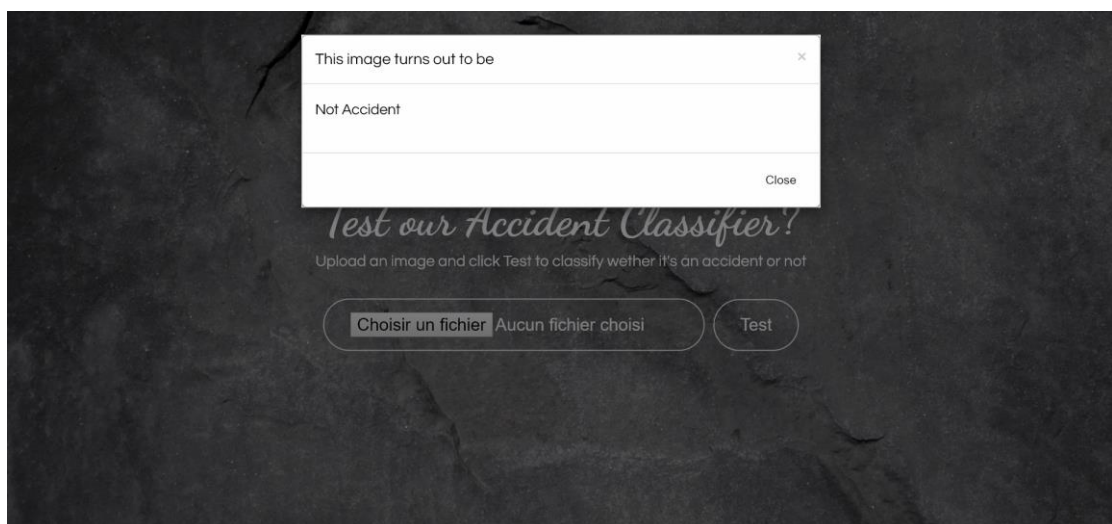 This image turns out to be ×
Not Accident
Close
Test our Accident Classifier?
Upload an image and click Test to classify wether it's an accident or not
Choisir un fichier Aucun fichier choisi Test